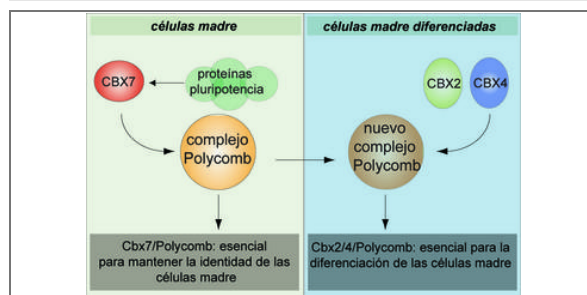 células madre
células madre diferenciadas
CBX7
proteínas
pluripotencia
CBX2
CBX4
complejo
Polycomb
nuevo
complejo
Polycomb
Cbx7/Polycomb: esencial
para mantener la identidad de las
células madre
Cbx2/4/Polycomb: esencial para la
diferenciación de las células madre